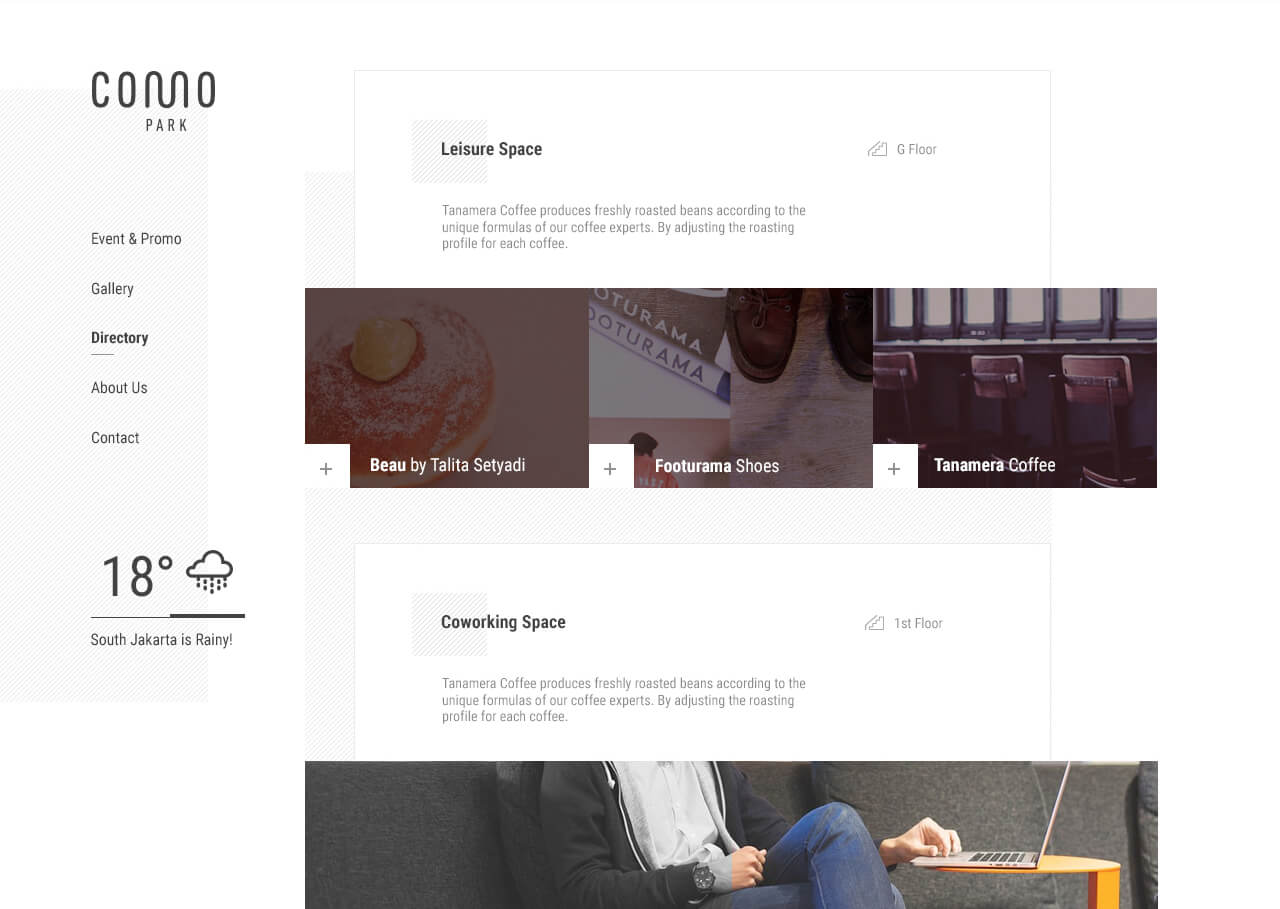 COMO
PARK
Event & Promo
Gallery
Directory
About Us
Contact
18°
South Jakarta is Rainy!
Leisure Space
G Floor
Tanamera Coffee produces freshly roasted beans according to the
unique formulas of our coffee experts. By adjusting the roasting
profile for each coffee.
OTURAMA
OOTURAMA
+ Beau by Talita Setyadi
+ Footurama Shoes
+ Tanamera Coffee
Coworking Space
1st Floor
Tanamera Coffee produces freshly roasted beans according to the
unique formulas of our coffee experts. By adjusting the roasting
profile for each coffee.